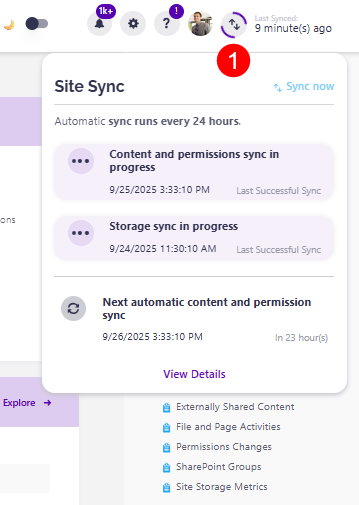 1k+
?
!
Last Synced:
9 minute(s) ago
1
Site Sync
Sync now
Automatic sync runs every 24 hours.
Content and permissions sync in
progress
9/25/2025 3:33:10 PM
Last Successful Sync
Storage sync in progress
9/24/2025 11:30:10 AM
Last Successful Sync
Next automatic content and permission
sync
9/26/2025 3:33:10 PM
In 23 hour(s)
View Details
ons
Explore
Externally Shared Content
File and Page Activities
Permissions Changes
SharePoint Groups
Site Storage Metrics